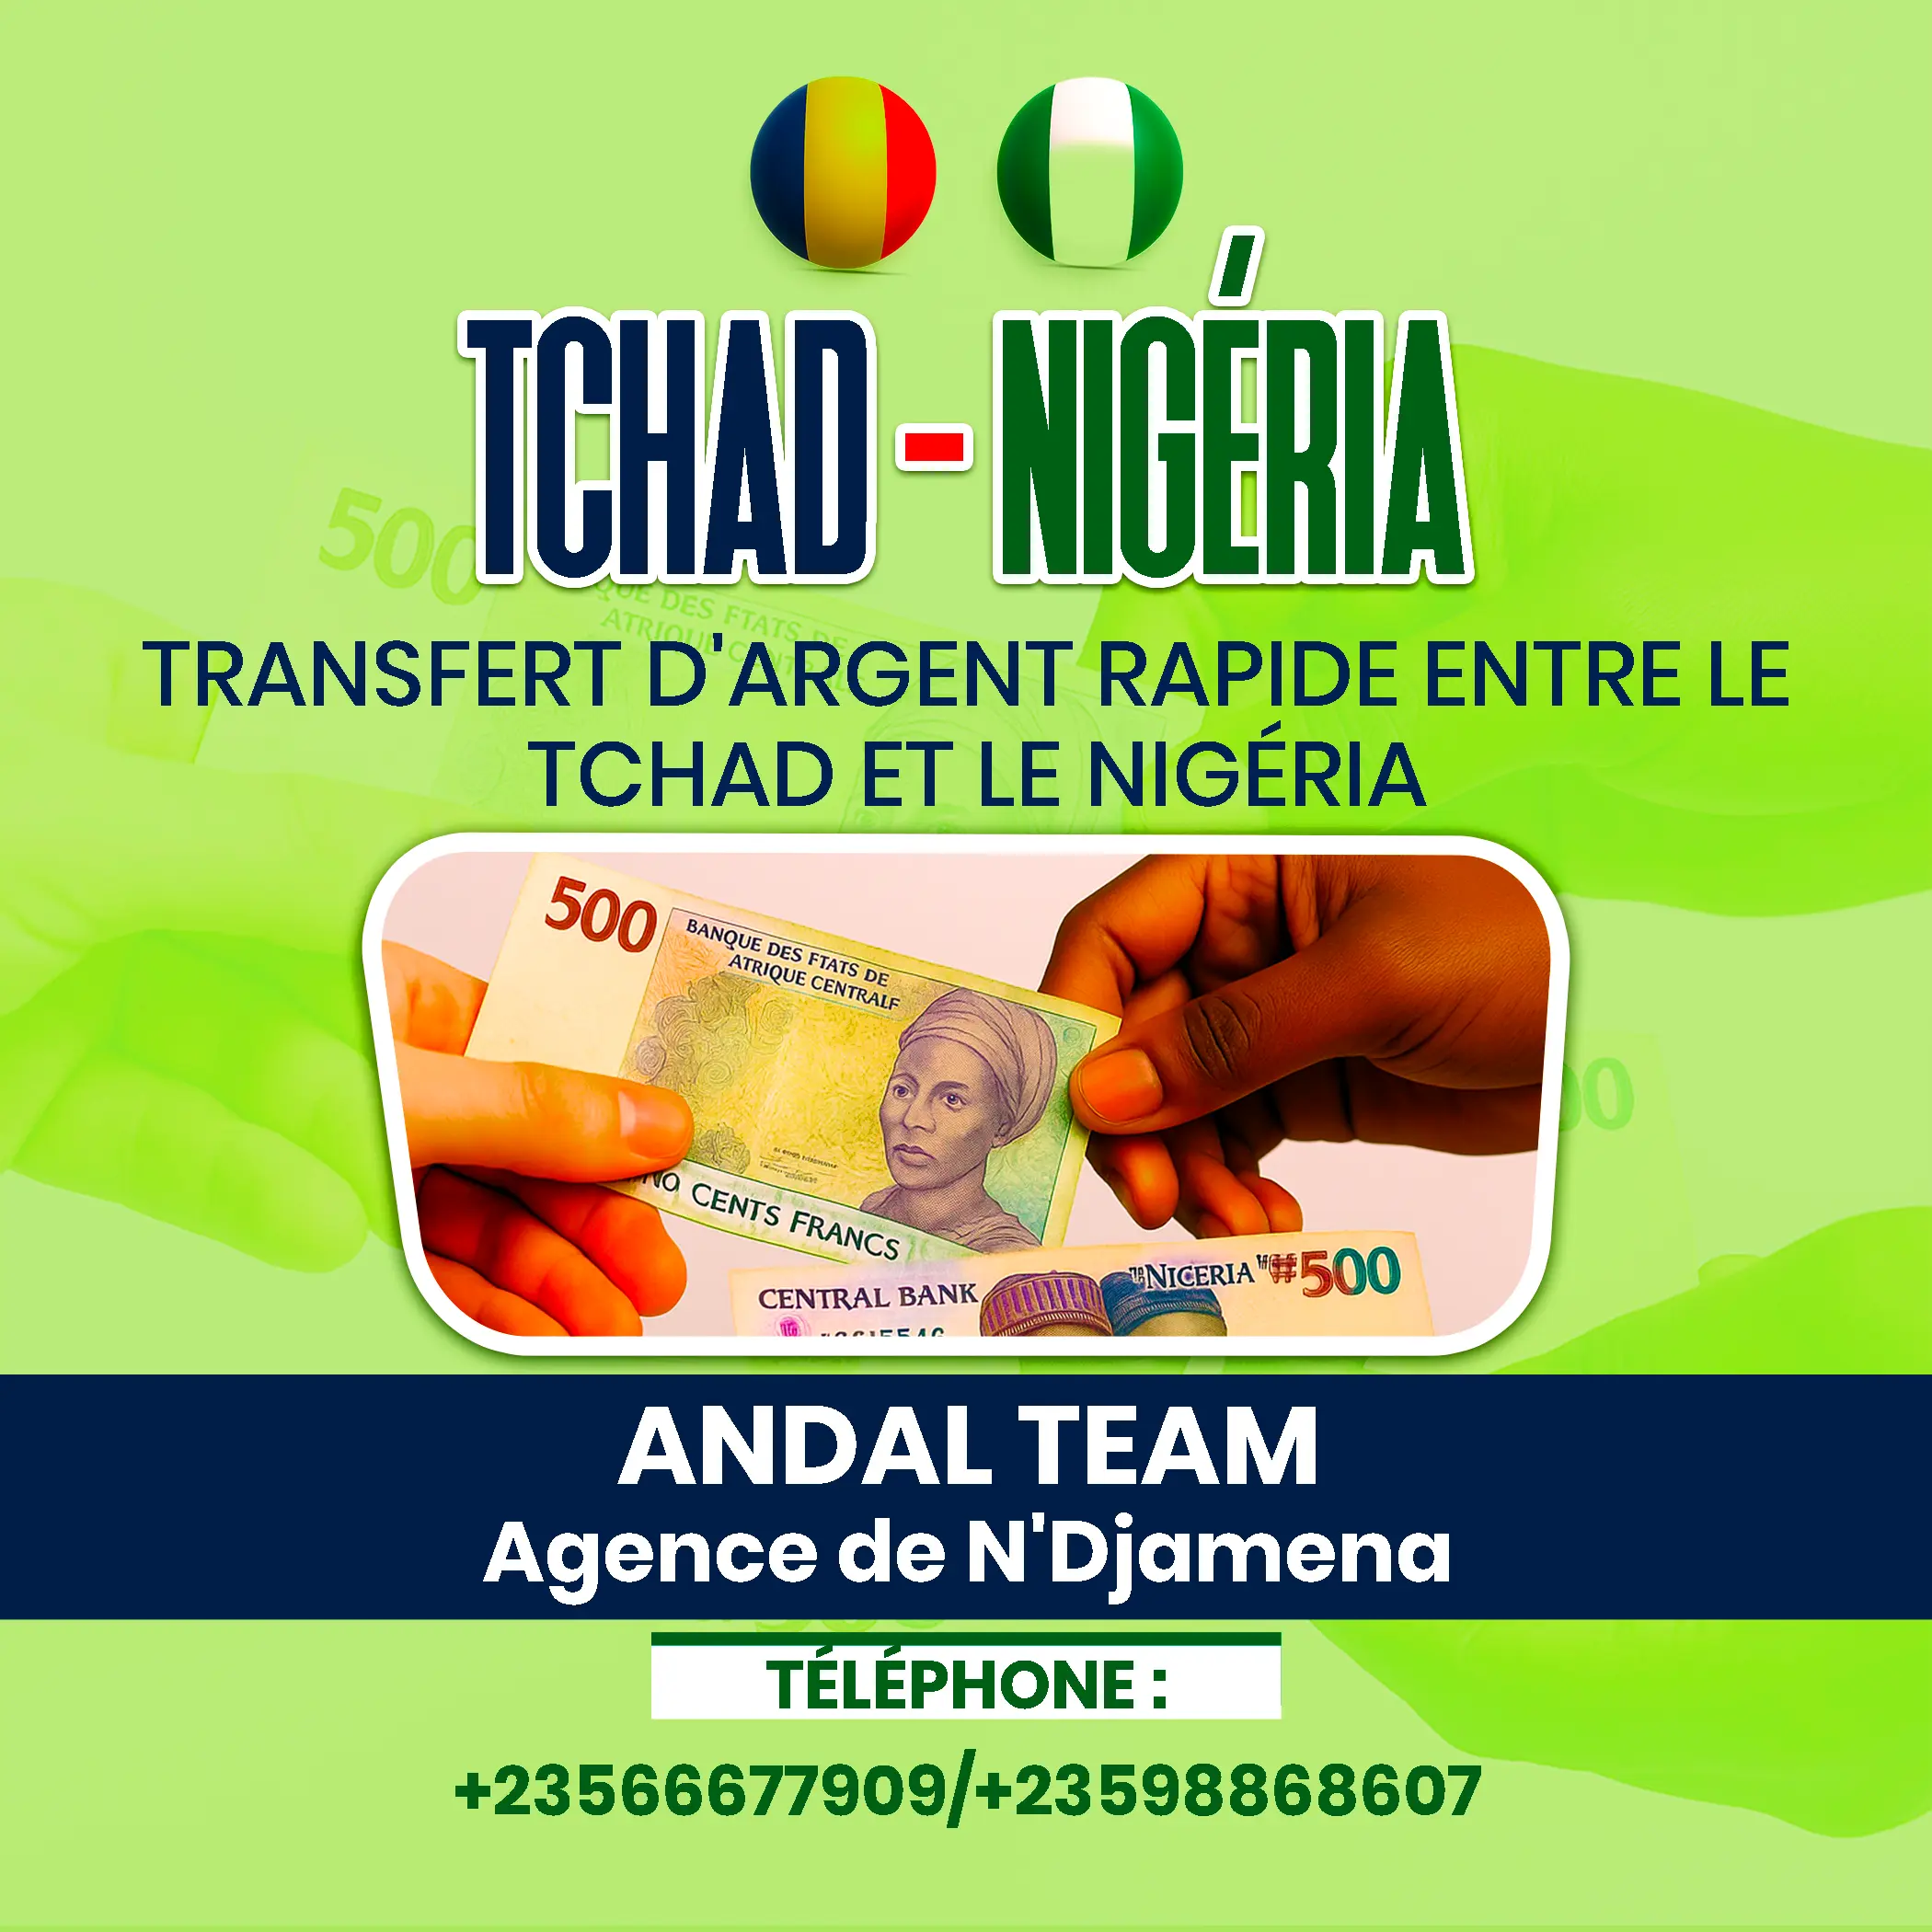 TCHAD - NIGÉRIA
TRANSFERT D'ARGENT RAPIDE ENTRE LE
TCHAD ET LE NIGÉRIA
500
BANQUE DES FTATS DE
ATRIQUE CENTRALF
CENTS FRANCS
CENTRAL BANK
NICERIA
500
ANDAL TEAM
Agence de N'Djamena
TÉLÉPHONE :
+23566677909/+23598868607